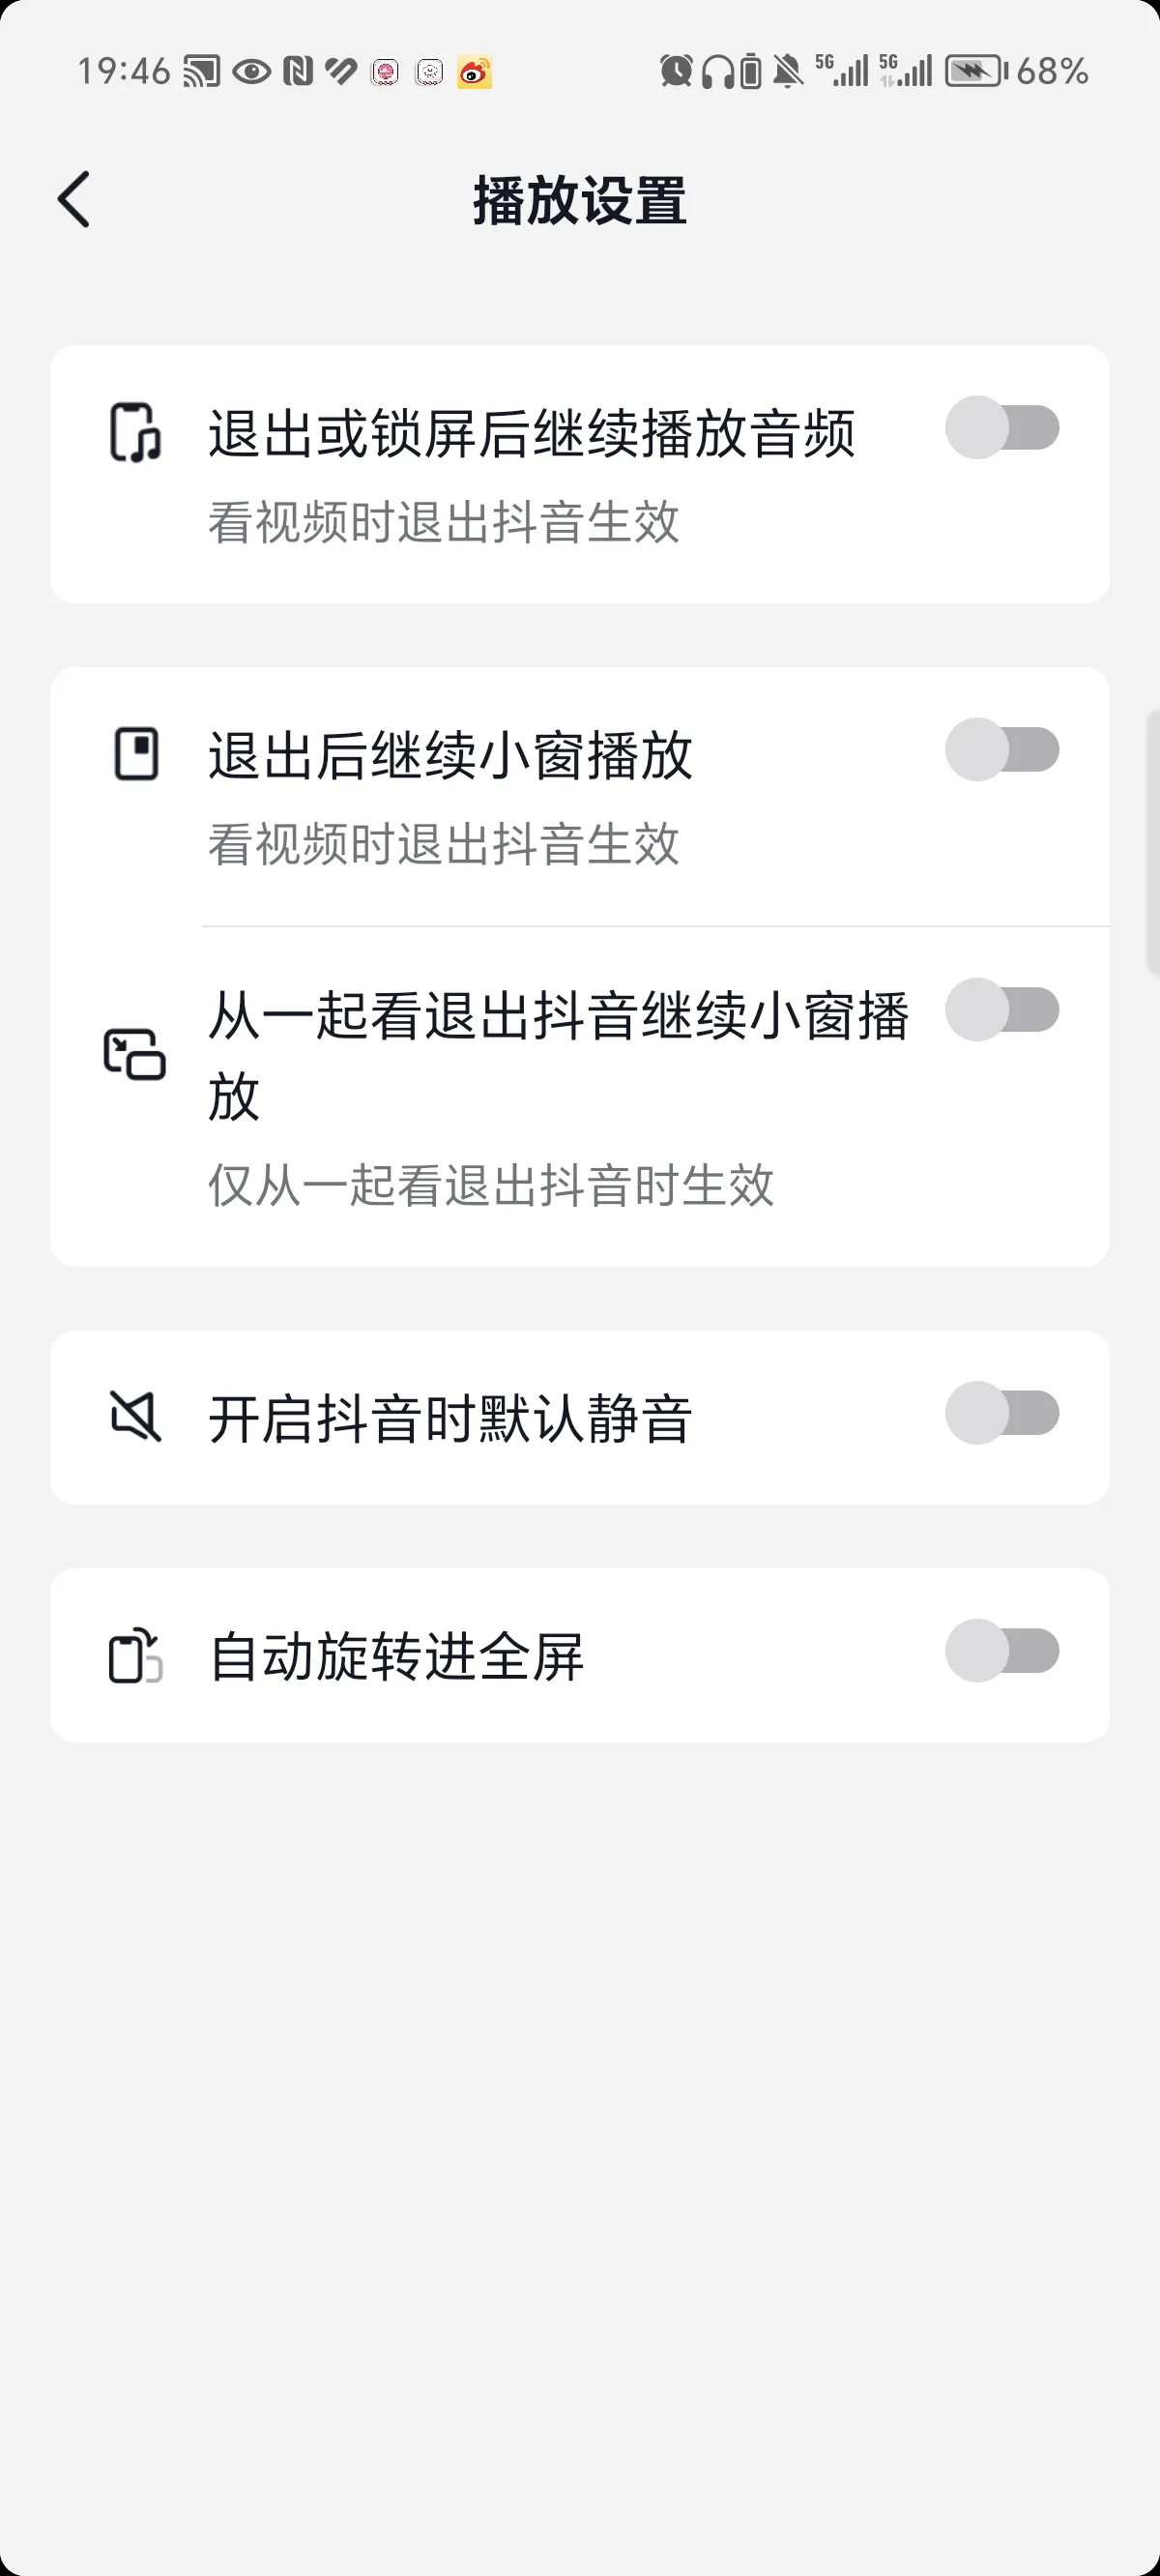 19:46
5G 5G 68%
播放设置
退出或锁屏后继续播放音频
看视频时退出抖音生效
退出后继续小窗播放
看视频时退出抖音生效
从一起看退出抖音继续小窗播
放
仅从一起看退出抖音时生效
开启抖音时默认静音
自动旋转进全屏